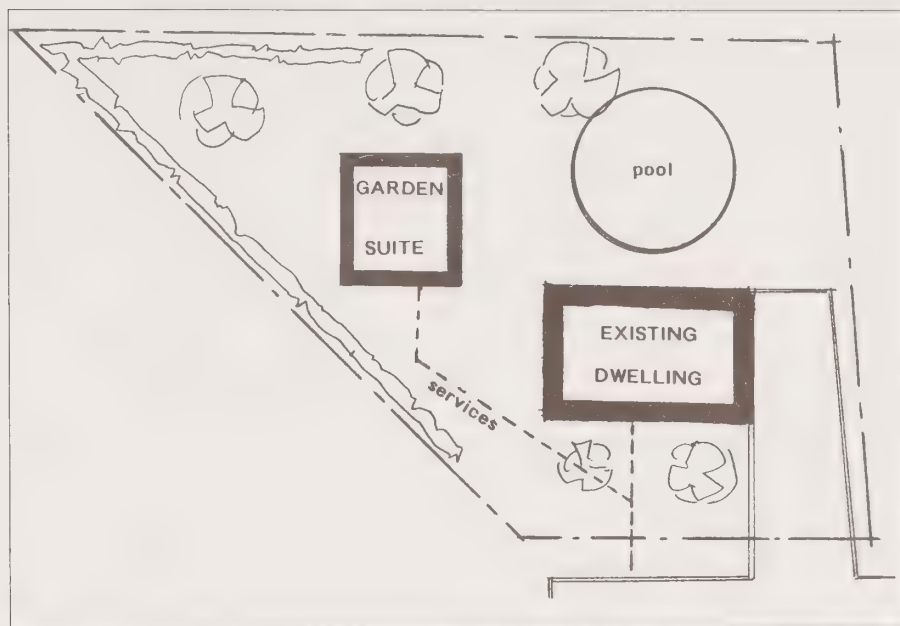 pool
GARDEN
SUITE
EXISTING
DWELLING
services